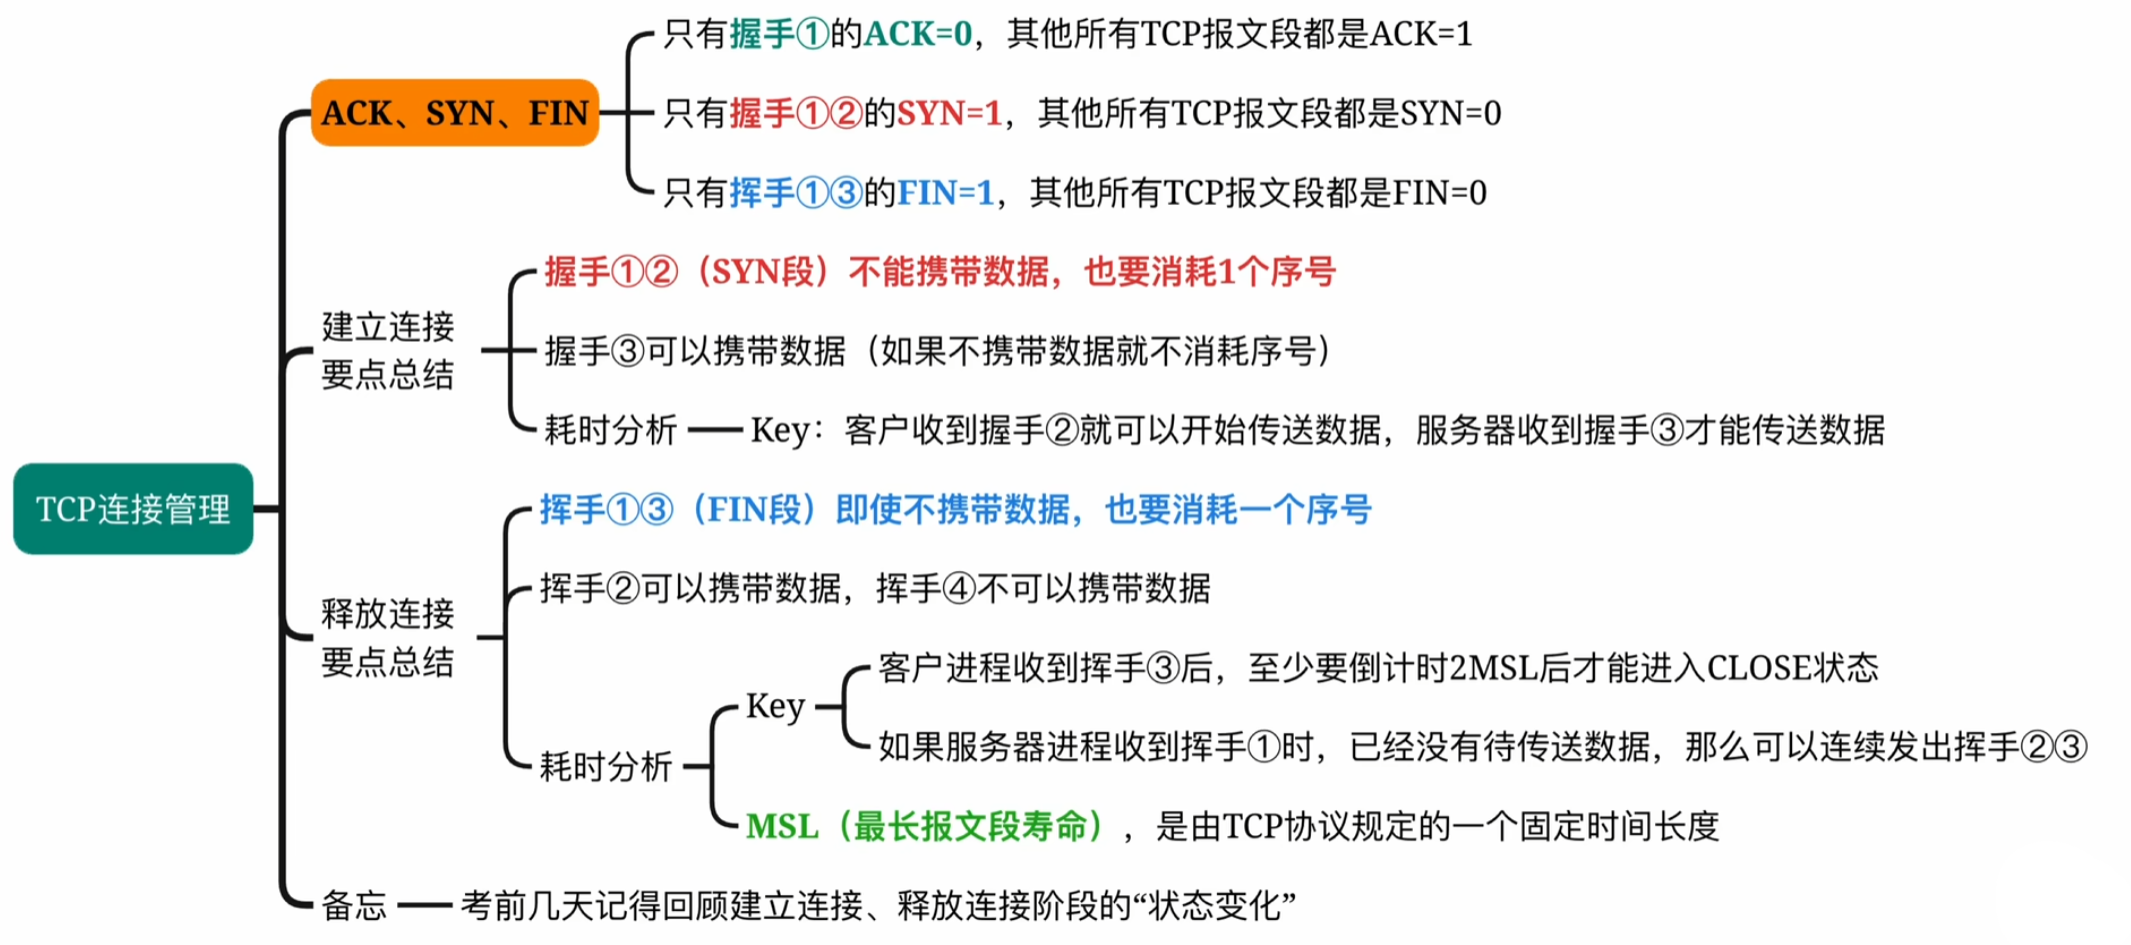 只有握手①的ACK=0，其他所有TCP报文段都是ACK=1
ACK、SYN、FIN
只有握手①②的SYN=1，其他所有TCP报文段都是SYN=0
只有挥手①③的FIN=1，其他所有TCP报文段都是FIN=0
握手①②（SYN段）不能携带数据，也要消耗1个序号
建立连接
要点总结
握手③可以携带数据（如果不携带数据就不消耗序号）
耗时分析
Key：客户收到握手②就可以开始传送数据，服务器收到握手③才能传送数据
TCP连接管理
挥手①③（FIN段）即使不携带数据，也要消耗一个序号
挥手②可以携带数据，挥手④不可以携带数据
释放连接
要点总结
客户进程收到挥手③后，至少要倒计时2MSL后才能进入CLOSE状态
Key
如果服务器进程收到挥手①时，已经没有待传送数据，那么可以连续发出挥手②③
耗时分析
MSL（最长报文段寿命），是由TCP协议规定的一个固定时间长度
备忘
考前几天记得回顾建立连接、释放连接阶段的“状态变化”